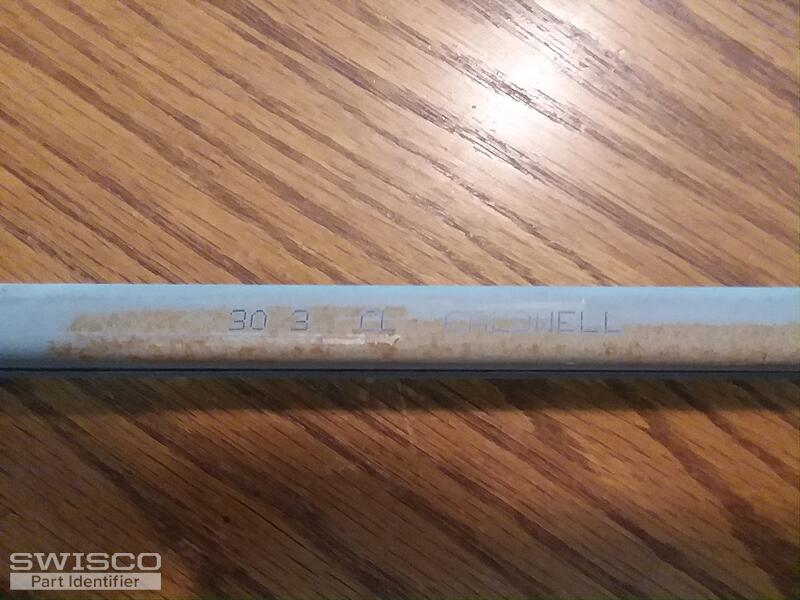 30 3 CL CALDWELL
SWISCO
Part Identifier